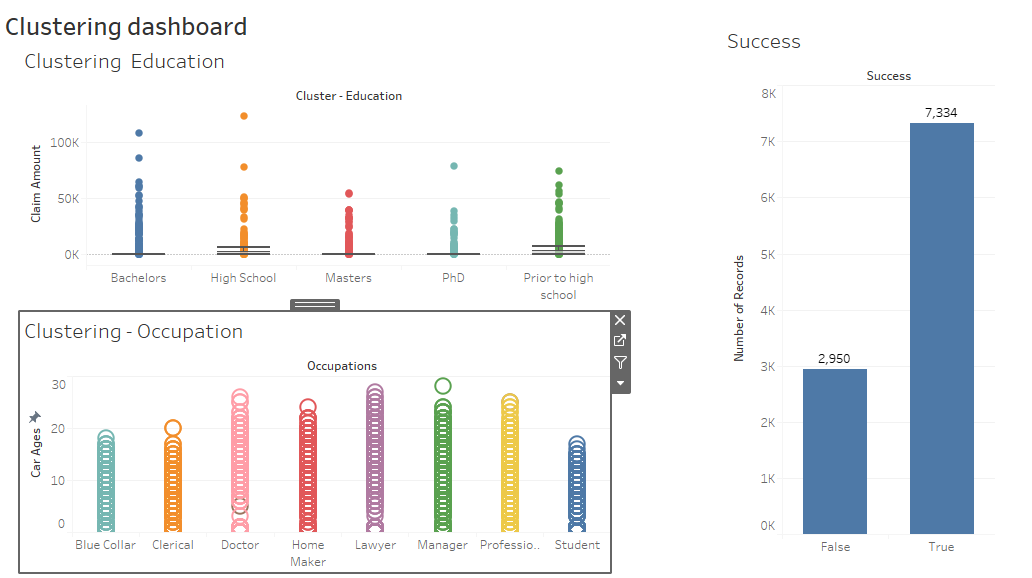 Clustering dashboard
Clustering  Education
Cluster - Education
Claim Amount
100K
50K
0K
Bachelors
High School
Masters
PhD
Prior to high
school
Clustering - Occupation
Occupations
Car Ages
30
20
10
0
Blue Collar
Clerical
Doctor
Home
Maker
Lawyer
Manager
Professio..
Student
Success
Success
Number of Records
8K
7K
6K
5K
4K
3K
2K
1K
0K
2,950
7,334
False
True